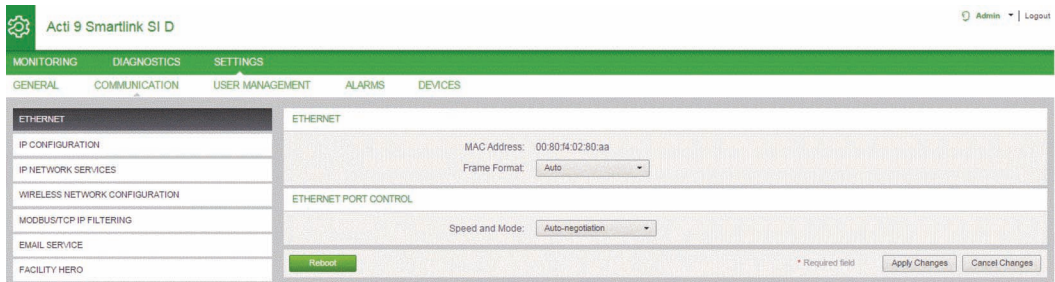 Acti 9 Smartlink SI D
Admin | Logout
MONITORING DIAGNOSTICS SETTINGS
GENERAL COMMUNICATION USER MANAGEMENT ALARMS DEVICES
ETHERNET
IP CONFIGURATION
IP NETWORK SERVICES
WIRELESS NETWORK CONFIGURATION
MODBUS/TCP IP FILTERING
EMAIL SERVICE
FACILITY HERO
ETHERNET
MAC Address: 00:80:f4:02:80:aa
Frame Format: Auto
ETHERNET PORT CONTROL
Speed and Mode: Auto-negotiation
Reboot * Required field Apply Changes Cancel Changes